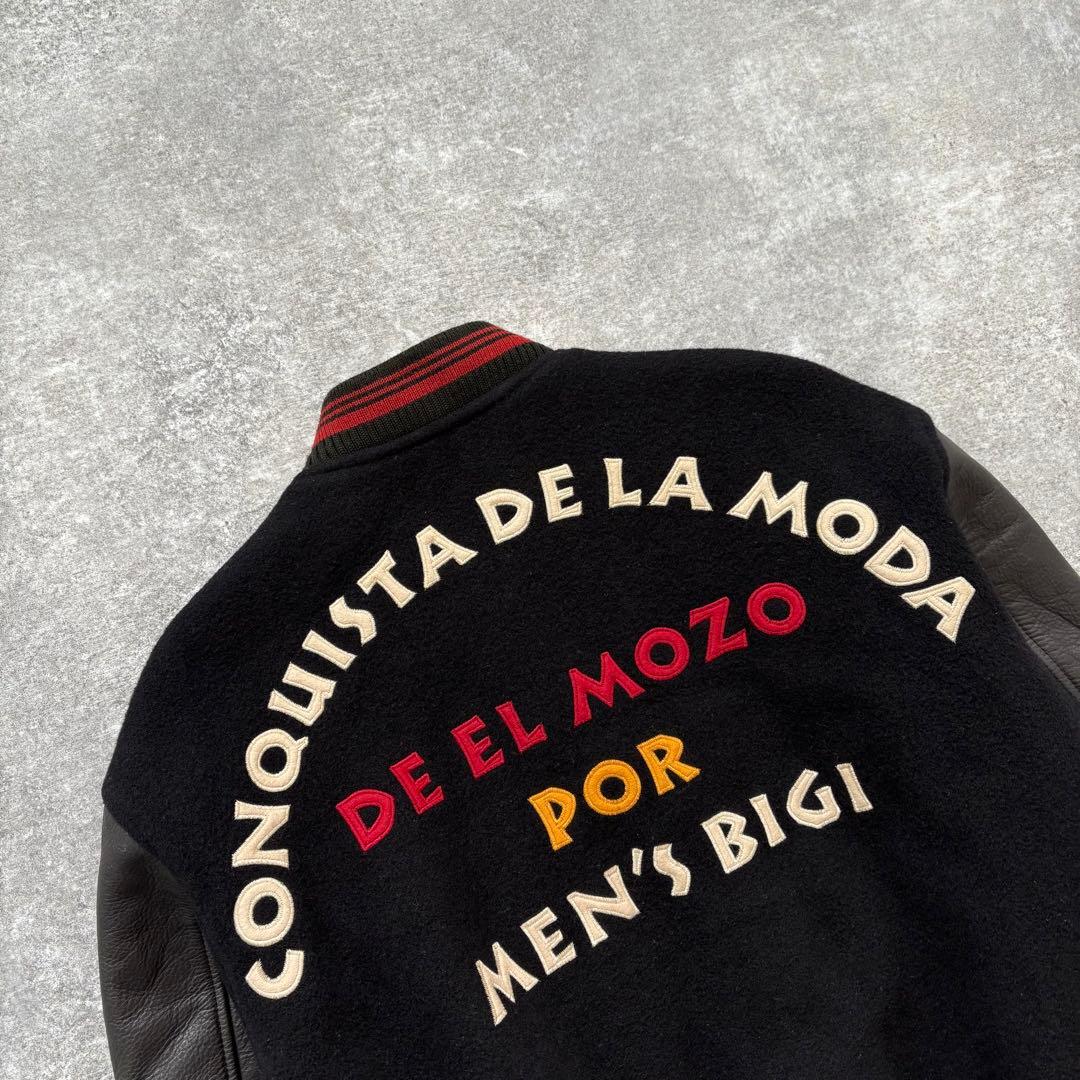 CONQUISTA DE LA MODA
DE EL MOZO
POR
MEN'S BIGI